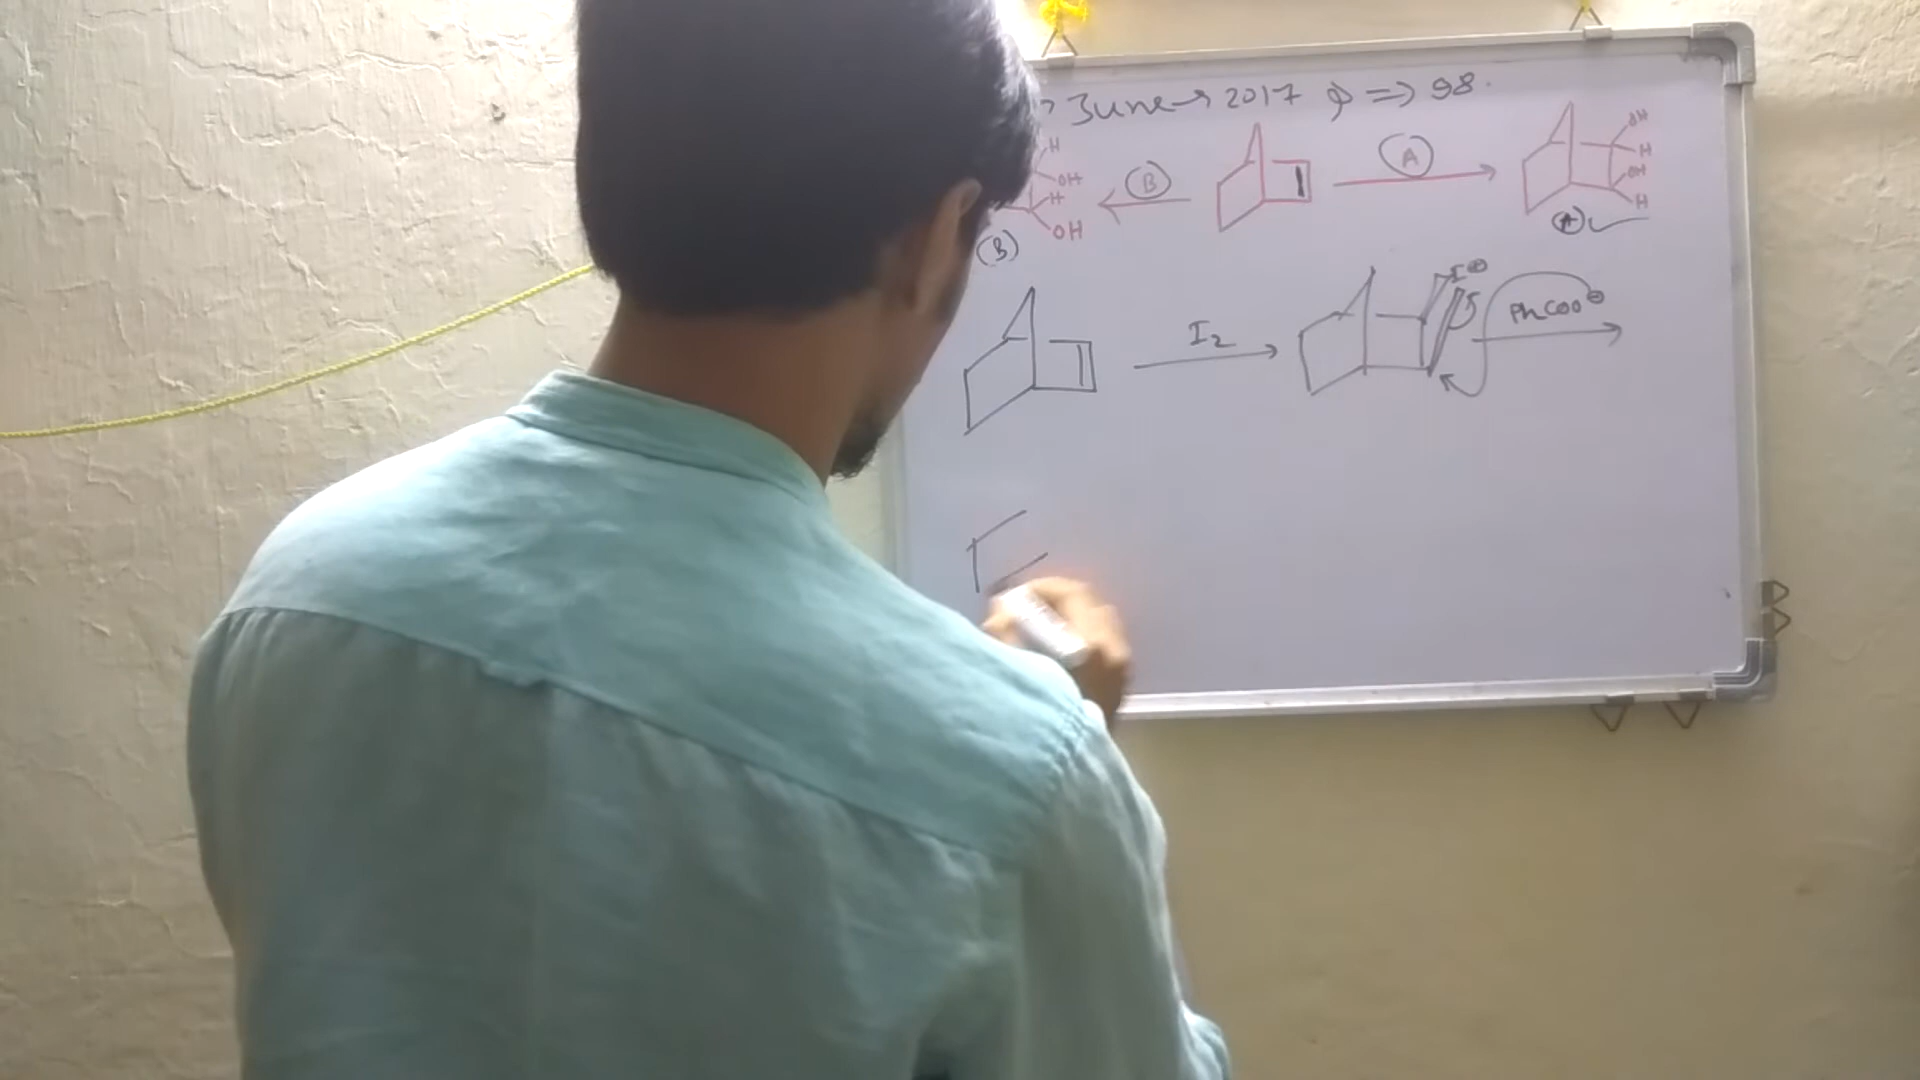 June → 2017 Q ⇒ 98.
H
OH
H
OH
(B)
B
A
OH
H
OH
H
(A) ✓
I2
I⊕
PhCOO⊖